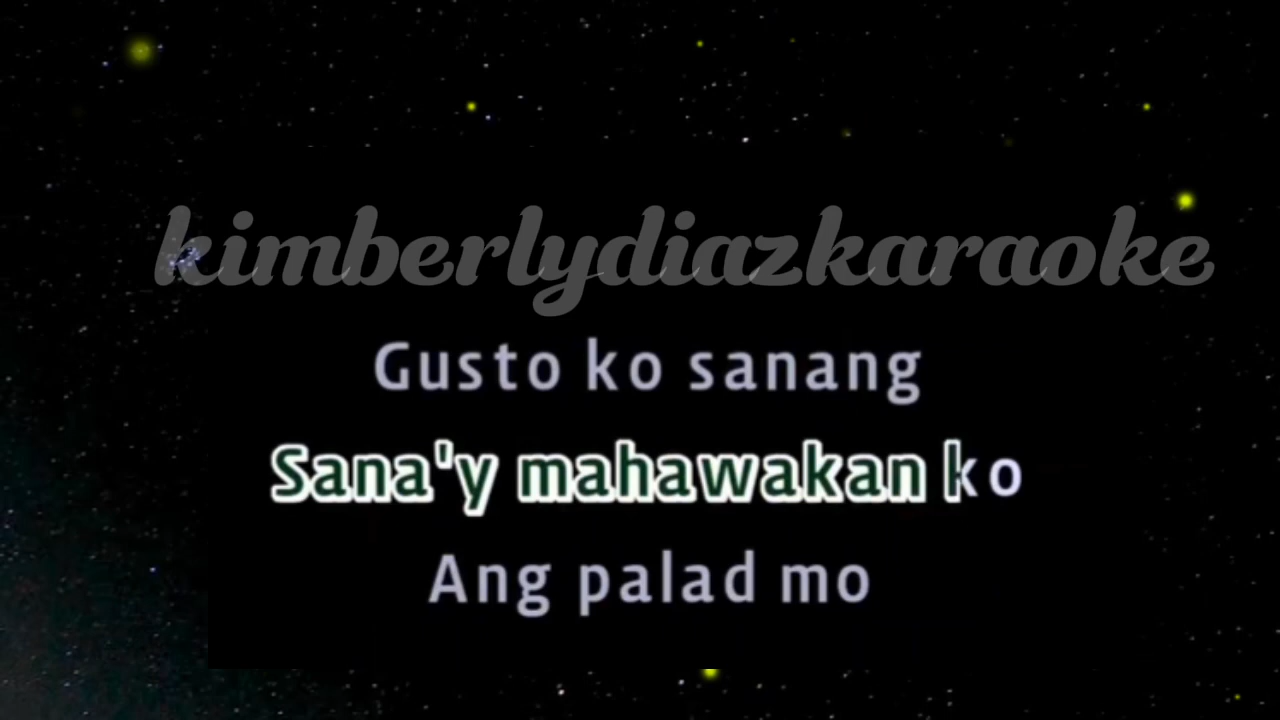 kimberlydiazkaraoke
Gusto ko sanang
Sana'y mahawakan ko
Ang palad mo